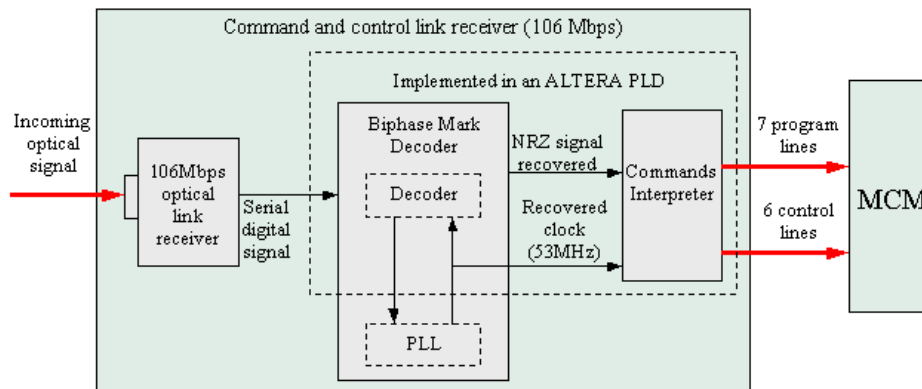 Command and control link receiver (106 Mbps)
Implemented in an ALTERA PLD
Incoming
optical
signal
106Mbps
optical
link
receiver
Serial
digital
signal
Biphase Mark
Decoder
Decoder
PLL
NRZ signal
recovered
Recovered
clock
(53MHz)
Commands
Interpreter
7 program
lines
6 control
lines
MCM